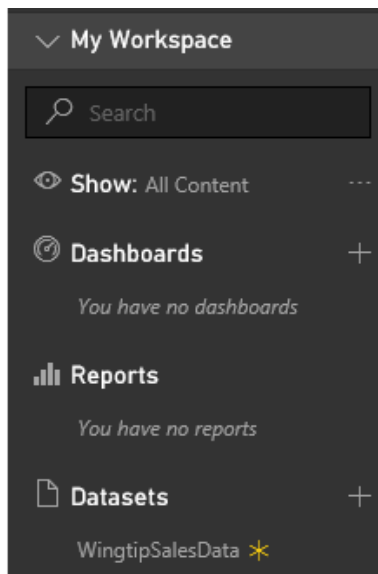 My Workspace
Search
Show: All Content
Dashboards
You have no dashboards
Reports
You have no reports
Datasets
WingtipSalesData